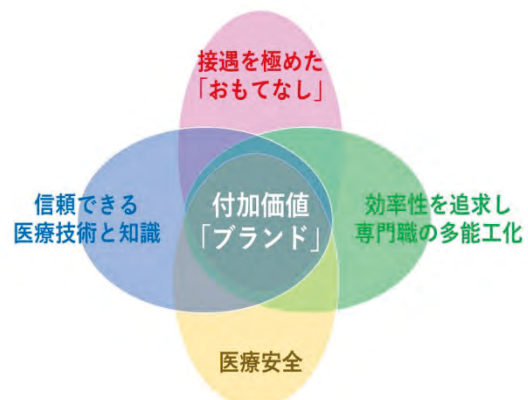 接遇を極めた
「おもてなし」
信頼できる
医療技術と知識
付加価値
「ブランド」
効率性を追求し
専門職の多能工化
医療安全